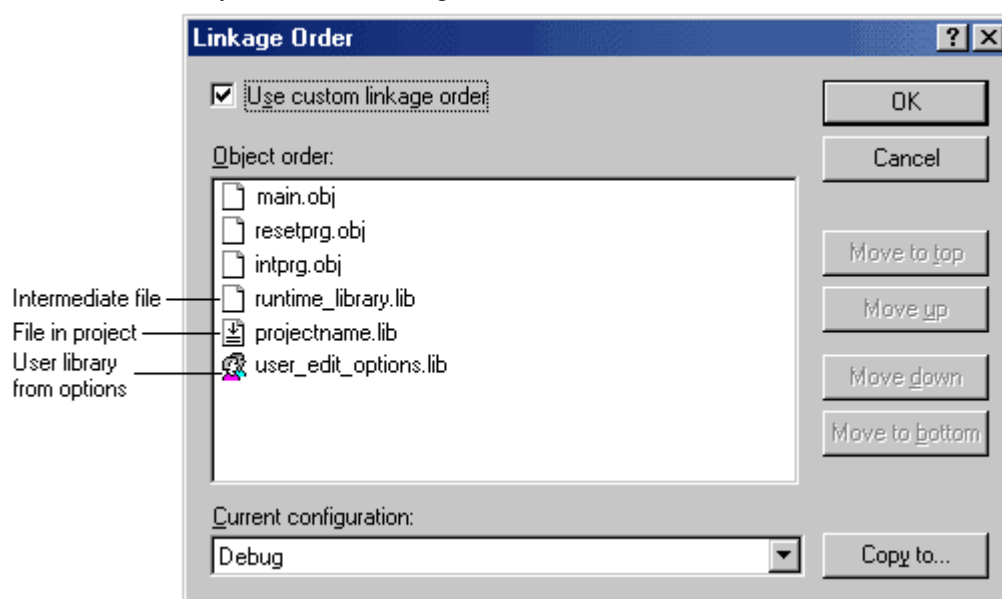 Linkage Order
Use custom linkage order
OK
Object order:
Cancel
main.obj
resetprg.obj
intprg.obj
Move to top
Intermediate file
runtime_library.lib
Move up
File in project
projectname.lib
User library
from options
user_edit_options.lib
Move down
Move to bottom
Current configuration:
Debug
Copy to...